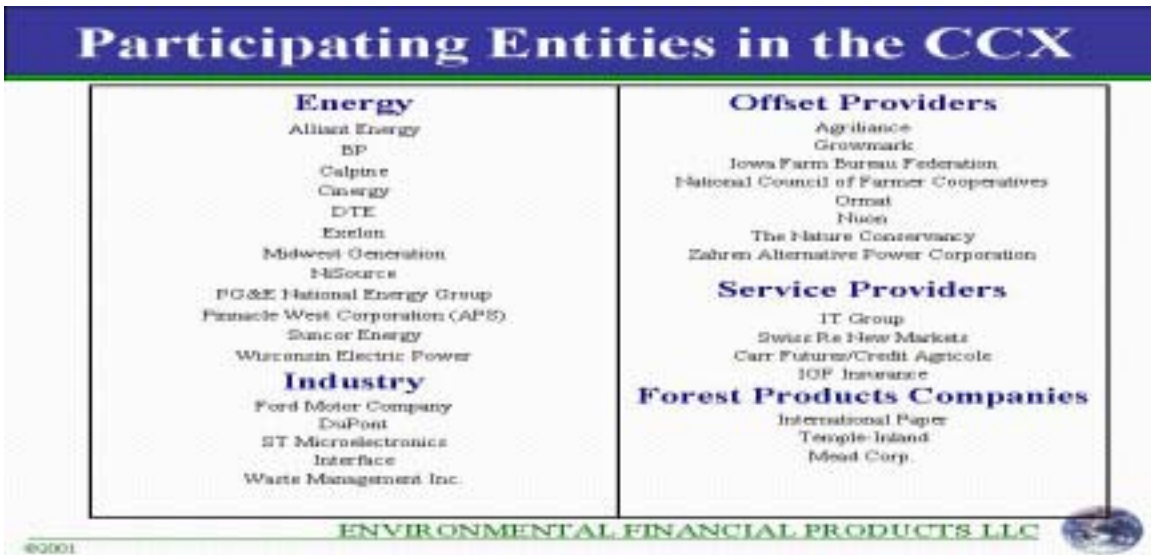 Participating Entities in the CCX
Energy
Alliant Energy
BP
Calpine
Cinergy
DTE
Exelon
Midwest Generation
NiSource
PG&E National Energy Group
Pinnacle West Corporation (APS)
Suncor Energy
Wisconsin Electric Power
Industry
Ford Motor Company
DuPont
ST Microelectronics
Interface
Waste Management Inc.
Offset Providers
Agriliance
Growmark
Iowa Farm Bureau Federation
National Council of Farmer Cooperatives
Ormat
Nuon
The Nature Conservancy
Zahren Alternative Power Corporation
Service Providers
IT Group
Swiss Re New Markets
Carr Futures/Credit Agricole
Insurance
Forest Products Companies
International Paper
Temple-Inland
Mead Corp.
ENVIRONMENTAL FINANCIAL PRODUCTS LLC
©2001